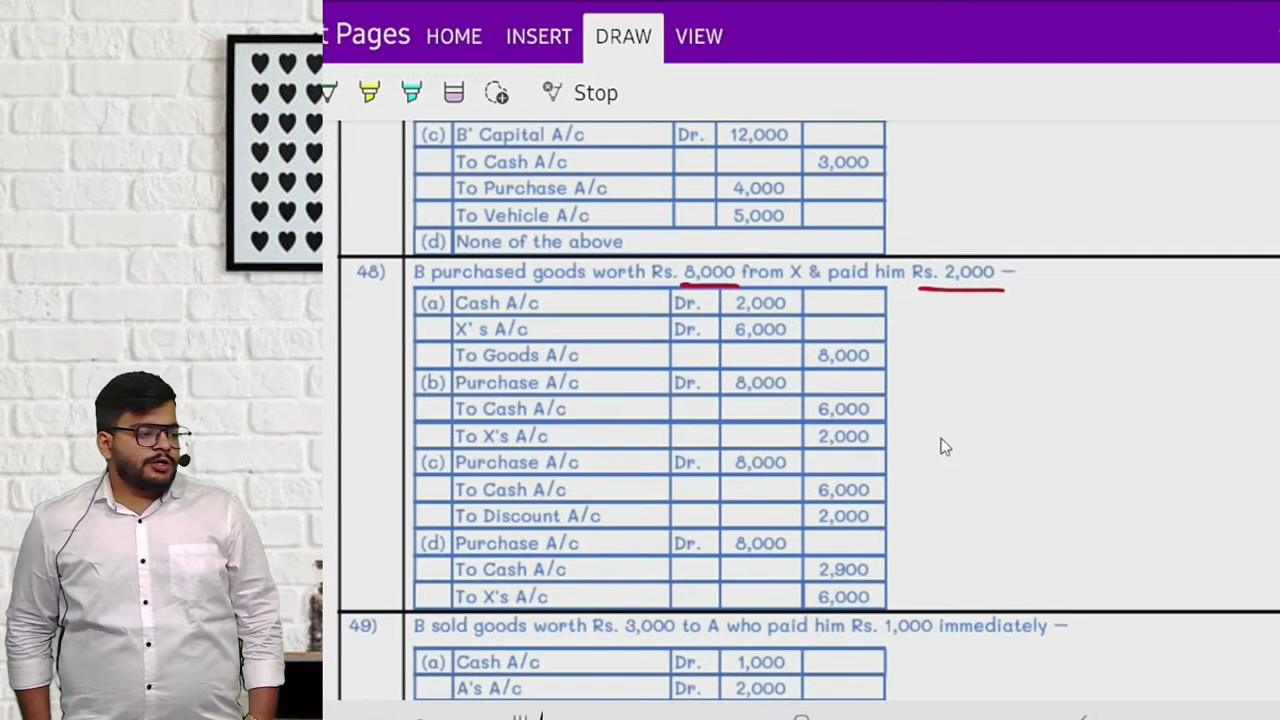 t Pages HOME INSERT DRAW VIEW
Stop
(c) B' Capital A/c Dr. 12,000
To Cash A/c 3,000
To Purchase A/c 4,000
To Vehicle A/c 5,000
(d) None of the above
48) B purchased goods worth Rs. 8,000 from X & paid him Rs. 2,000 –
(a) Cash A/c Dr. 2,000
X' s A/c Dr. 6,000
To Goods A/c 8,000
(b) Purchase A/c Dr. 8,000
To Cash A/c 6,000
To X's A/c 2,000
(c) Purchase A/c Dr. 8,000
To Cash A/c 6,000
To Discount A/c 2,000
(d) Purchase A/c Dr. 8,000
To Cash A/c 2,900
To X's A/c 6,000
49) B sold goods worth Rs. 3,000 to A who paid him Rs. 1,000 immediately –
(a) Cash A/c Dr. 1,000
A's A/c Dr. 2,000